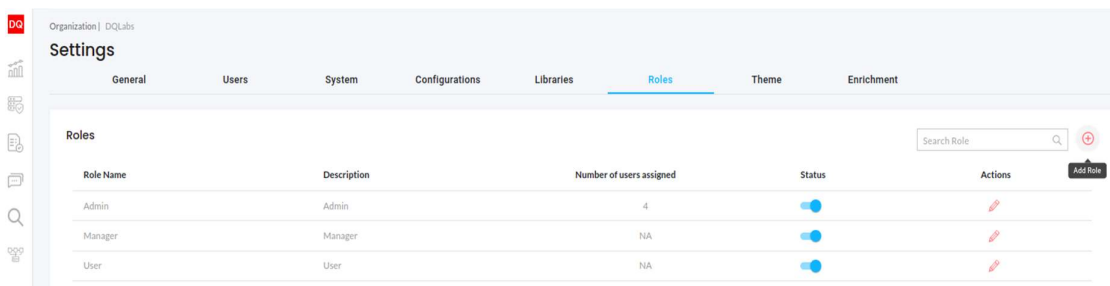 DQ
Organization | DQLabs
Settings
General Users System Configurations Libraries Roles Theme Enrichment
Roles
Search Role
Add Role
Role Name Description Number of users assigned Status Actions
Admin Admin 4
Manager Manager NA
User User NA